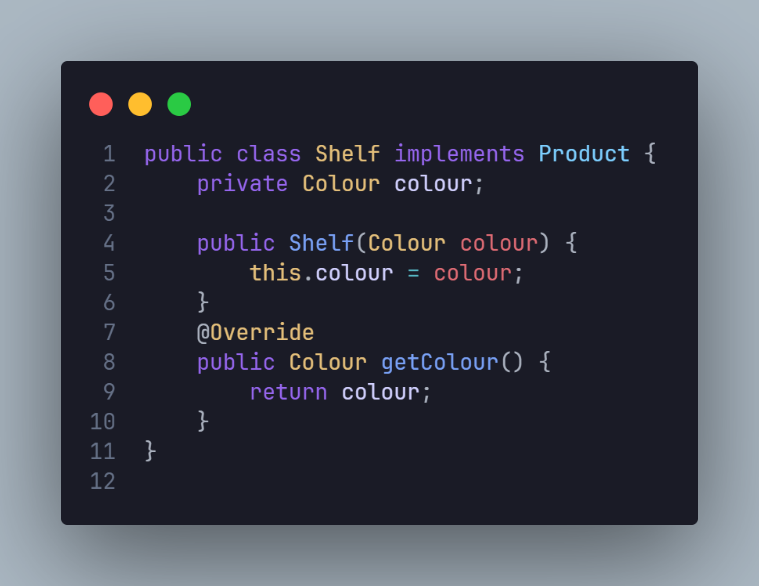 1 public class Shelf implements Product {
2     private Colour colour;
3
4     public Shelf(Colour colour) {
5         this.colour = colour;
6     }
7     @Override
8     public Colour getColour() {
9         return colour;
10     }
11 }
12